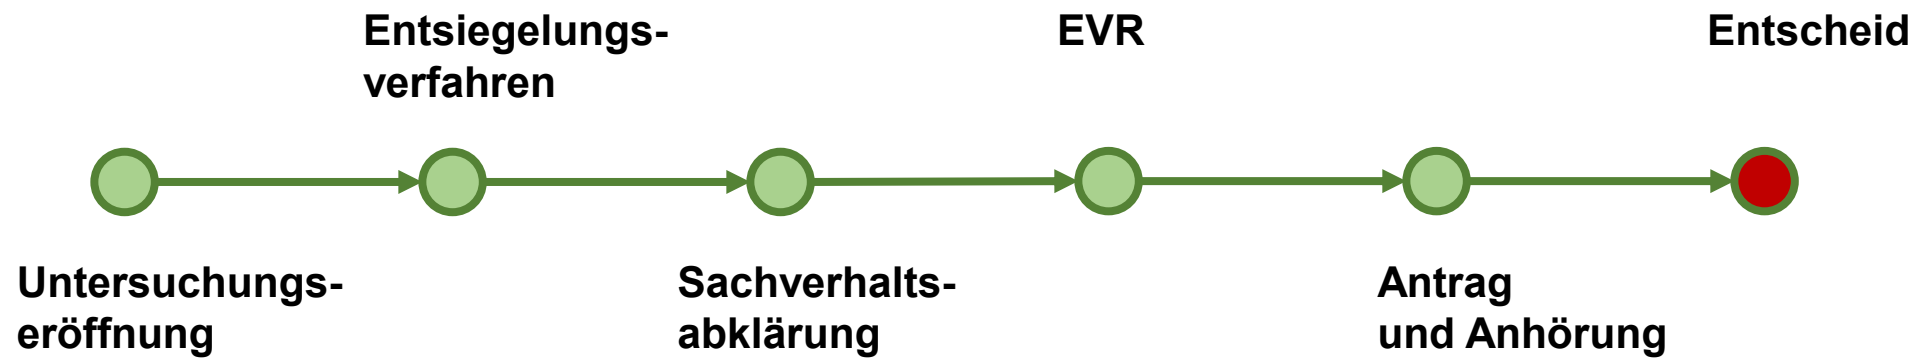 Entsiegelungs-
verfahren
EVR
Entscheid
Untersuchungs-
eröffnung
Sachverhalts-
abklärung
Antrag
und Anhörung